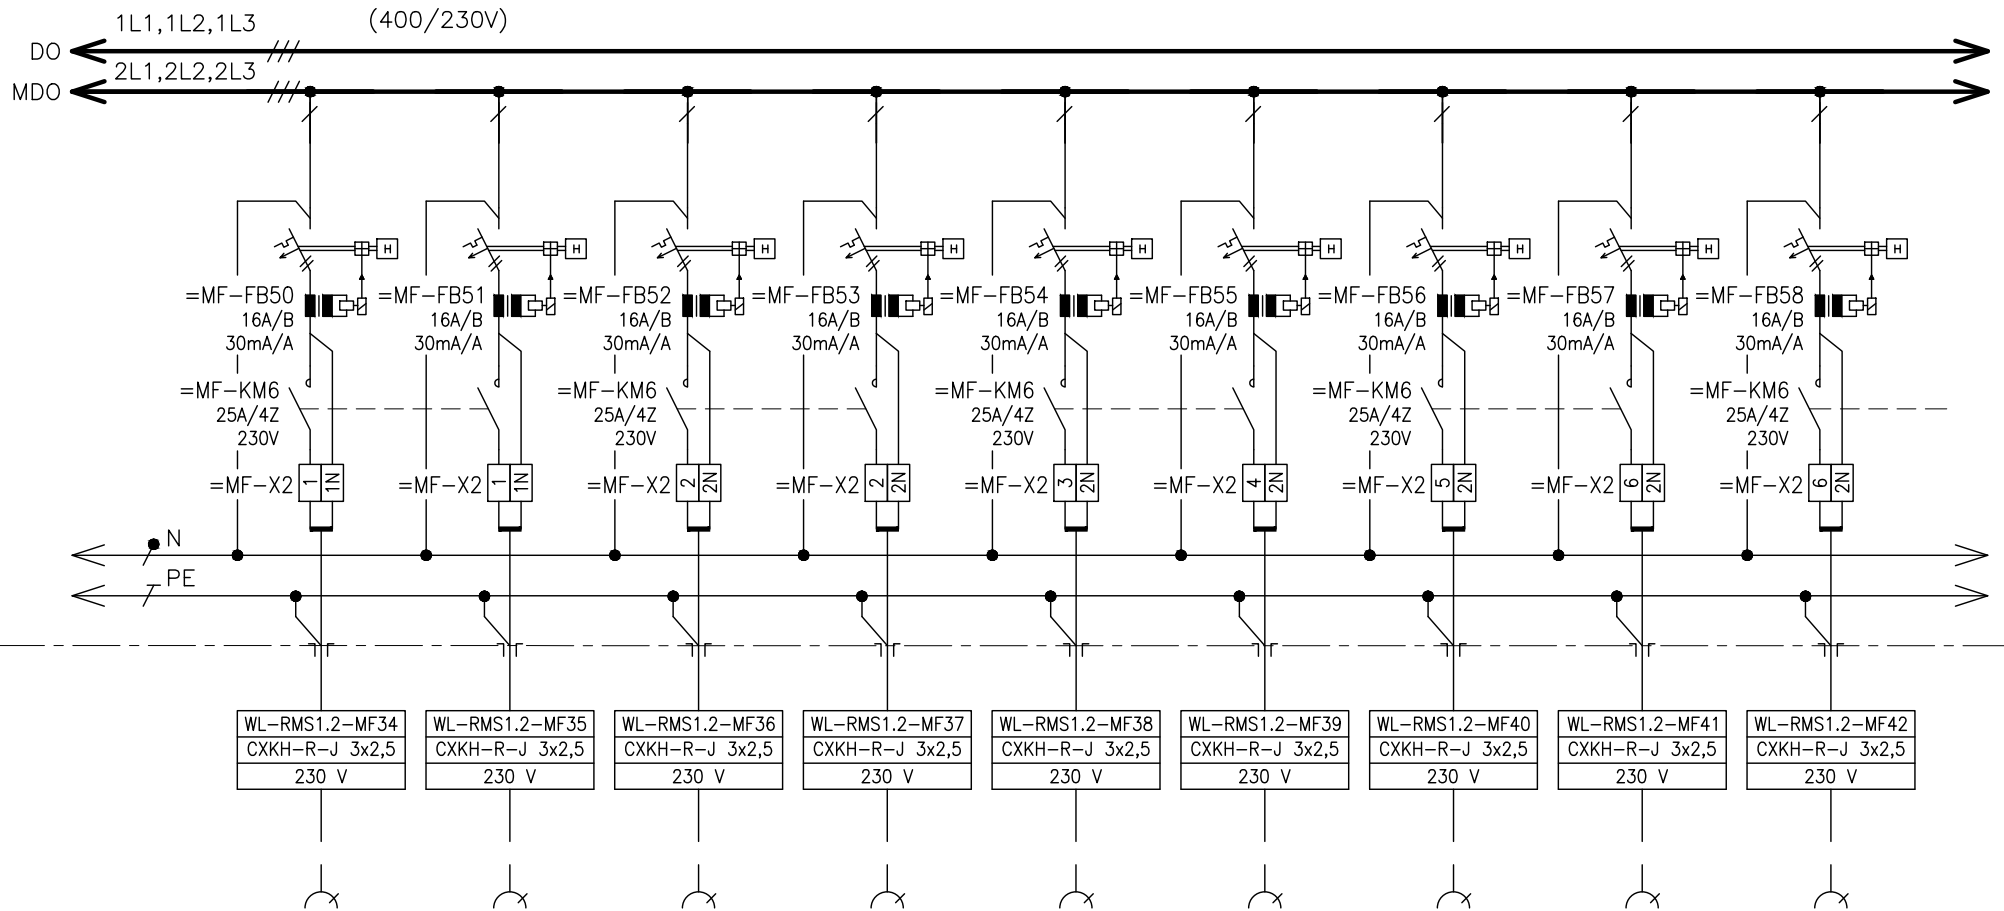 1L1,1L2,1L3 (400/230V)
DO
2L1,2L2,2L3
MDO
H H H H H H H H H
=MF-FB50 =MF-FB51 =MF-FB52 =MF-FB53 =MF-FB54 =MF-FB55 =MF-FB56 =MF-FB57 =MF-FB58
16A/B 16A/B 16A/B 16A/B 16A/B 16A/B 16A/B 16A/B 16A/B
30mA/A 30mA/A 30mA/A 30mA/A 30mA/A 30mA/A 30mA/A 30mA/A 30mA/A
=MF-KM6 =MF-KM6 =MF-KM6 =MF-KM6 =MF-KM6
25A/4Z 25A/4Z 25A/4Z 25A/4Z 25A/4Z
230V 230V 230V 230V 230V
=MF-X2 1 1N =MF-X2 1 1N =MF-X2 2 2N =MF-X2 2 2N =MF-X2 3 2N =MF-X2 4 2N =MF-X2 5 2N =MF-X2 6 2N =MF-X2 6 2N
N
PE
WL-RMS1.2-MF34 WL-RMS1.2-MF35 WL-RMS1.2-MF36 WL-RMS1.2-MF37 WL-RMS1.2-MF38 WL-RMS1.2-MF39 WL-RMS1.2-MF40 WL-RMS1.2-MF41 WL-RMS1.2-MF42
CXKH-R-J 3x2,5 CXKH-R-J 3x2,5 CXKH-R-J 3x2,5 CXKH-R-J 3x2,5 CXKH-R-J 3x2,5 CXKH-R-J 3x2,5 CXKH-R-J 3x2,5 CXKH-R-J 3x2,5 CXKH-R-J 3x2,5
230 V 230 V 230 V 230 V 230 V 230 V 230 V 230 V 230 V